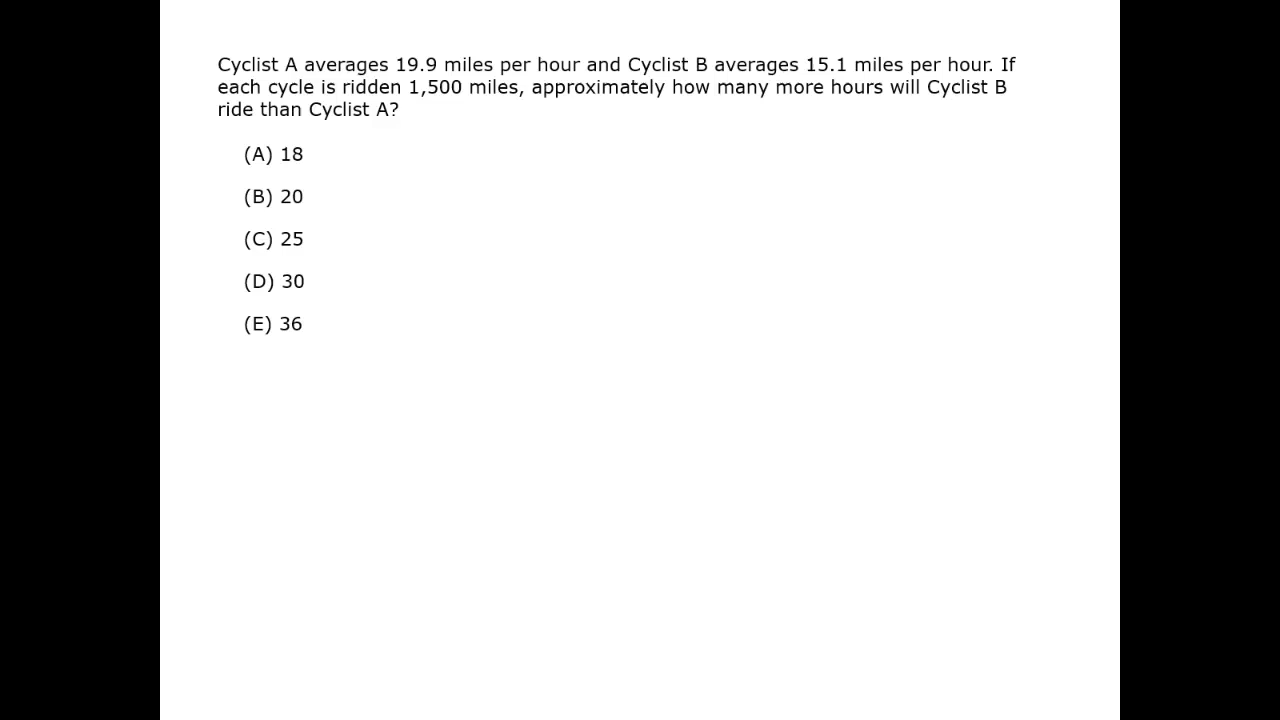 Cyclist A averages 19.9 miles per hour and Cyclist B averages 15.1 miles per hour. If
each cycle is ridden 1,500 miles, approximately how many more hours will Cyclist B
ride than Cyclist A?
(A) 18
(B) 20
(C) 25
(D) 30
(E) 36